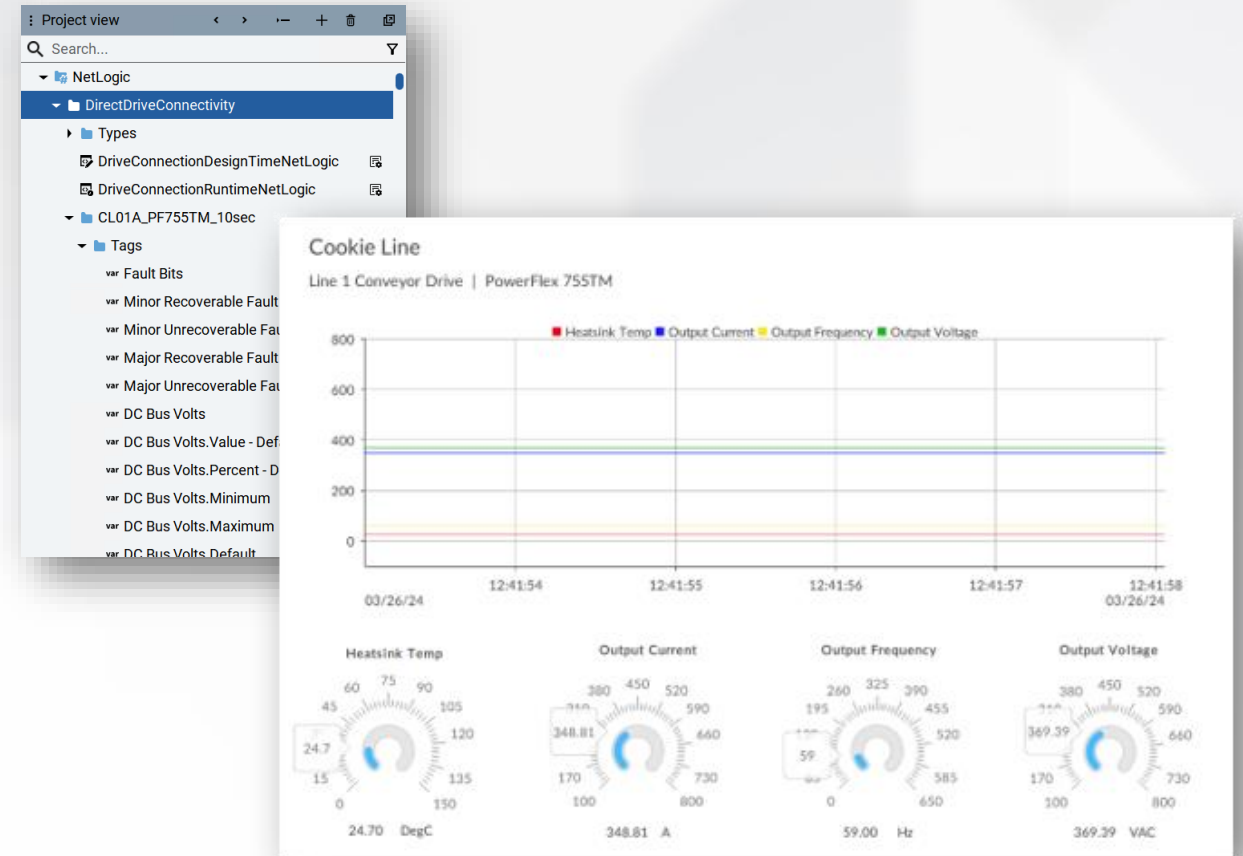 Project view
Search...
NetLogic
DirectDriveConnectivity
Types
DriveConnectionDesignTimeNetLogic
DriveConnectionRuntimeNetLogic
CL01A_PF755TM_10sec
Tags
var Fault Bits
var Minor Recoverable Fault
var Minor Unrecoverable Fau
var Major Recoverable Fault
var Major Unrecoverable Fau
var DC Bus Volts
var DC Bus Volts.Value - Def
var DC Bus Volts.Percent - D
var DC Bus Volts.Minimum
var DC Bus Volts.Maximum
var DC Bus Volts.Default
Cookie Line
Line 1 Conveyor Drive | PowerFlex 755TM
Heatsink Temp Output Current Output Frequency Output Voltage
800
600
400
200
0
12:41:54 12:41:55 12:41:56 12:41:57 12:41:58
03/26/24 03/26/24
Heatsink Temp
15 45 60 75 90 105 120 135
24.7
0 150
24.70 DegC
Output Current
170 380 450 520 590 660 730
348.81
100 800
348.81 A
Output Frequency
195 260 325 390 455 520 585
59
0 650
59.00 Hz
Output Voltage
170 380 450 520 590 660 730
369.39
100 800
369.39 VAC